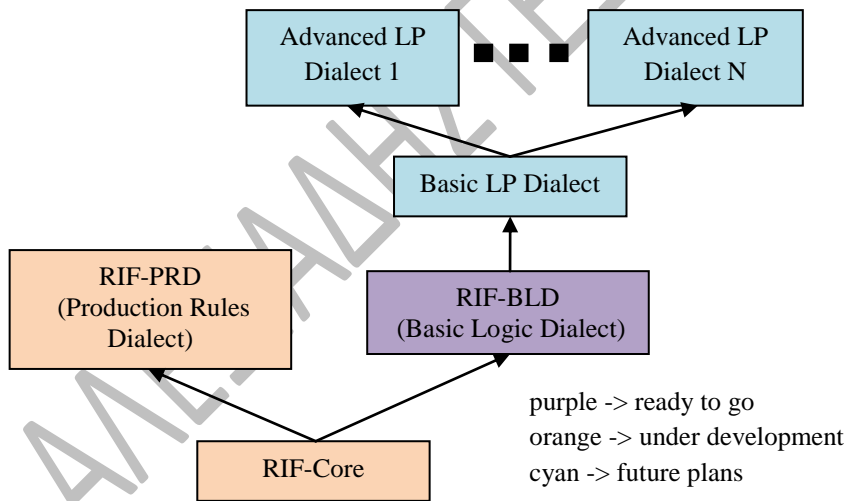 Advanced LP
Dialect 1
Advanced LP
Dialect N
Basic LP Dialect
RIF-PRD
(Production Rules
Dialect)
RIF-BLD
(Basic Logic Dialect)
RIF-Core
purple -> ready to go
orange -> under development
cyan -> future plans